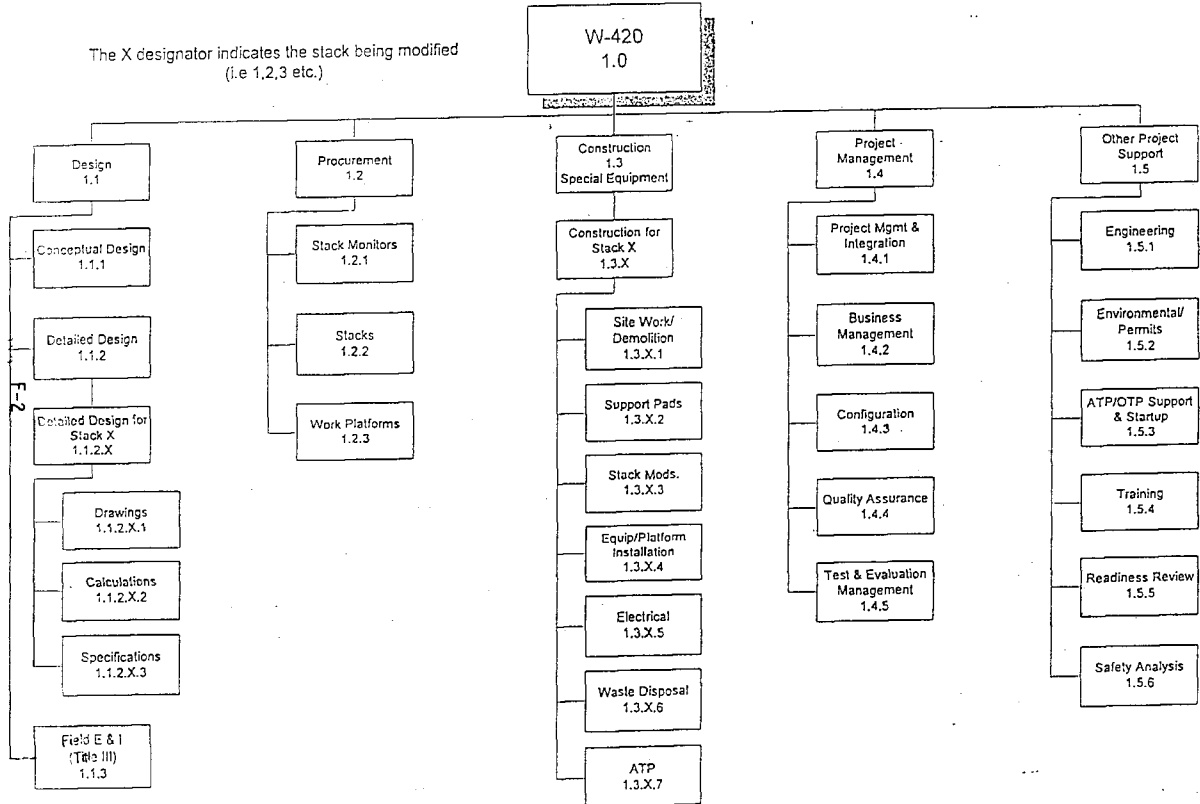 The X designator indicates the stack being modified
(i.e 1,2,3 etc.)
W-420
1.0
Design
1.1
Conceptual Design
1.1.1
Detailed Design
1.1.2
Detailed Design for
Stack X
1.1.2.X
Drawings
1.1.2.X.1
Calculations
1.1.2.X.2
Specifications
1.1.2.X.3
Field E & I
(Title III)
1.1.3
F-2
Procurement
1.2
Stack Monitors
1.2.1
Stacks
1.2.2
Work Platforms
1.2.3
Construction
1.3
Special Equipment
Construction for
Stack X
1.3.X
Site Work/
Demolition
1.3.X.1
Support Pads
1.3.X.2
Stack Mods.
1.3.X.3
Equip/Platform
Installation
1.3.X.4
Electrical
1.3.X.5
Waste Disposal
1.3.X.6
ATP
1.3.X.7
Project
Management
1.4
Project Mgmt &
Integration
1.4.1
Business
Management
1.4.2
Configuration
1.4.3
Quality Assurance
1.4.4
Test & Evaluation
Management
1.4.5
Other Project
Support
1.5
Engineering
1.5.1
Environmental/
Permits
1.5.2
ATP/OTP Support
& Startup
1.5.3
Training
1.5.4
Readiness Review
1.5.5
Safety Analysis
1.5.6